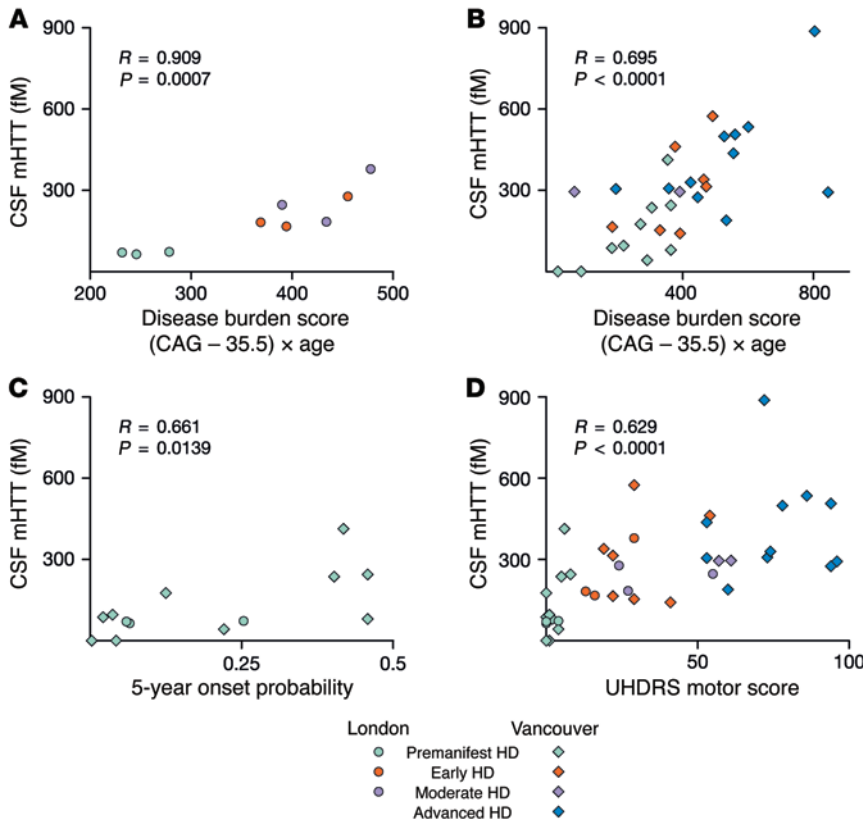 A
900
600
300
CSF mHTT (fM)
R = 0.909
P = 0.0007
200 300 400 500
Disease burden score
(CAG – 35.5) × age
B
900
600
300
CSF mHTT (fM)
R = 0.695
P < 0.0001
400 800
Disease burden score
(CAG – 35.5) × age
C
900
600
300
CSF mHTT (fM)
R = 0.661
P = 0.0139
0.25 0.5
5-year onset probability
D
900
600
300
CSF mHTT (fM)
R = 0.629
P < 0.0001
50 100
UHDRS motor score
London Vancouver
Premanifest HD
Early HD
Moderate HD
Advanced HD